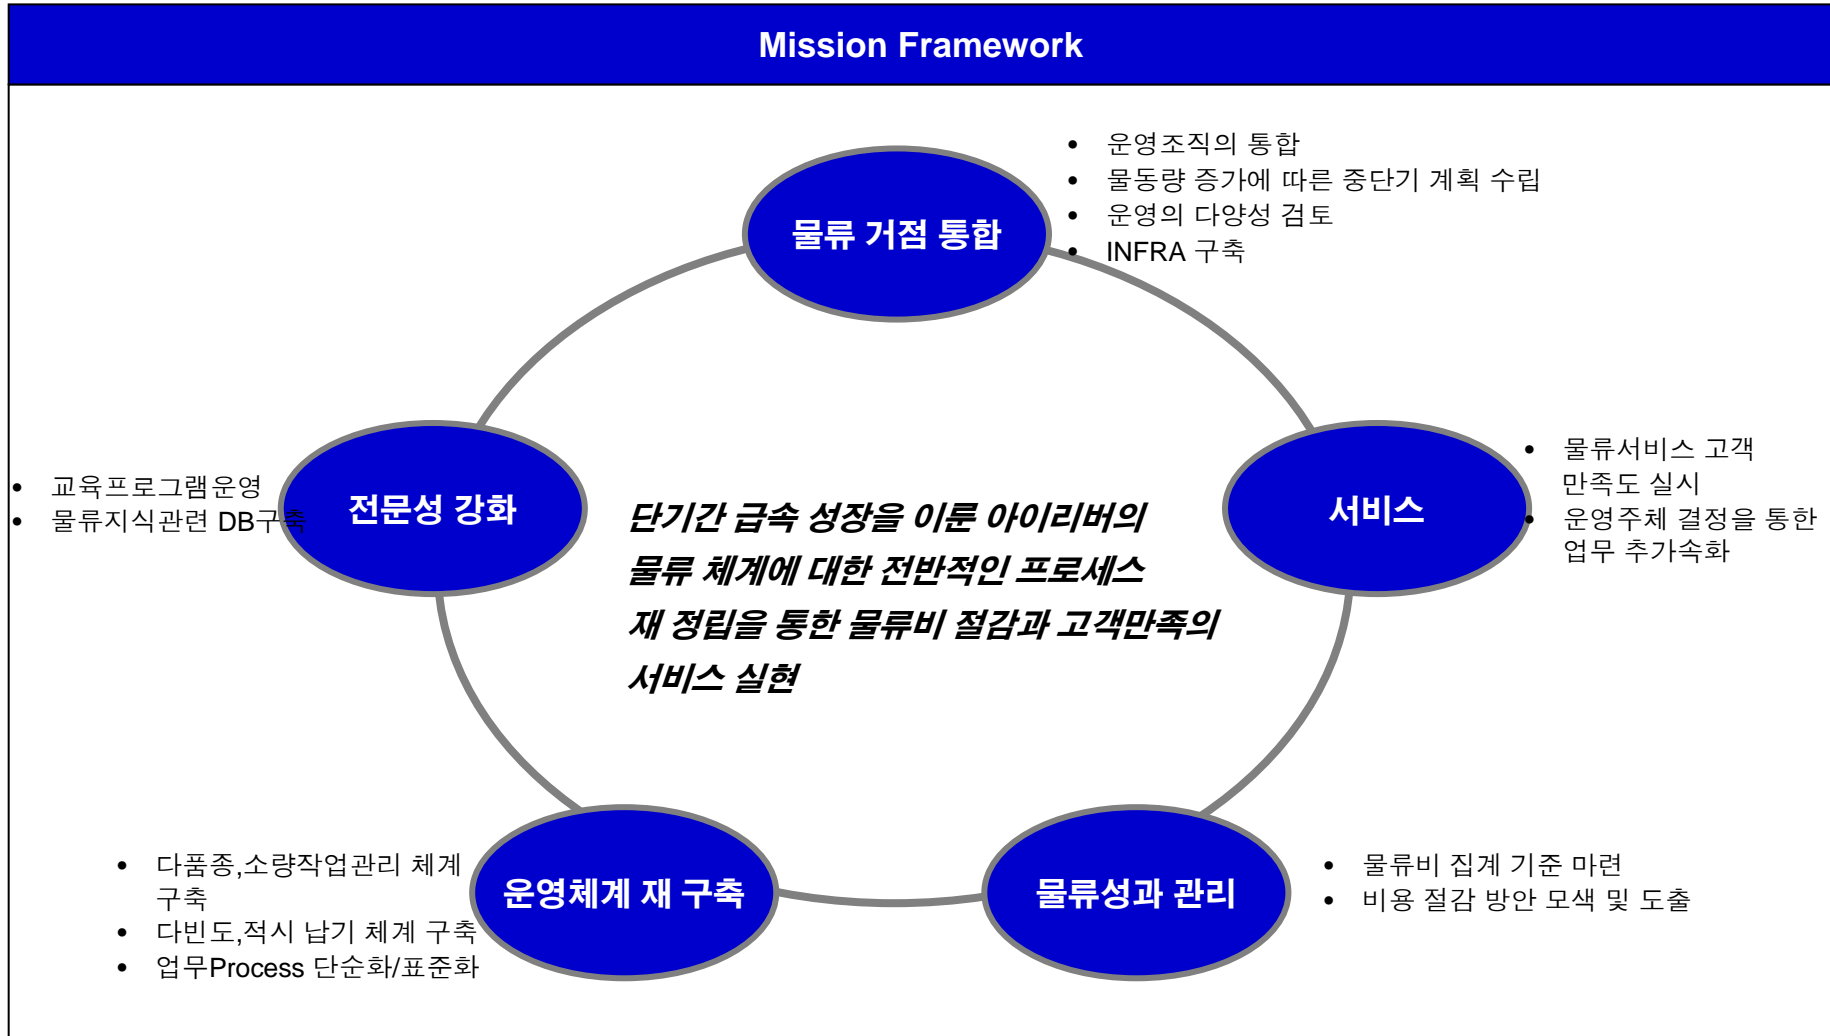 Mission Framework
물류 거점 통합
• 운영조직의 통합
• 물동량 증가에 따른 중단기 계획 수립
• 운영의 다양성 검토
• INFRA 구축
서비스
• 물류서비스 고객
만족도 실시
• 운영주체 결정을 통한
업무 추가속화
전문성 강화
• 교육프로그램운영
• 물류지식관련 DB구축
단기간 급속 성장을 이룬 아이리버의
물류 체계에 대한 전반적인 프로세스
재 정립을 통한 물류비 절감과 고객만족의
서비스 실현
운영체계 재 구축
• 다품종,소량작업관리 체계
구축
• 다빈도,적시 납기 체계 구축
• 업무Process 단순화/표준화
물류성과 관리
• 물류비 집계 기준 마련
• 비용 절감 방안 모색 및 도출